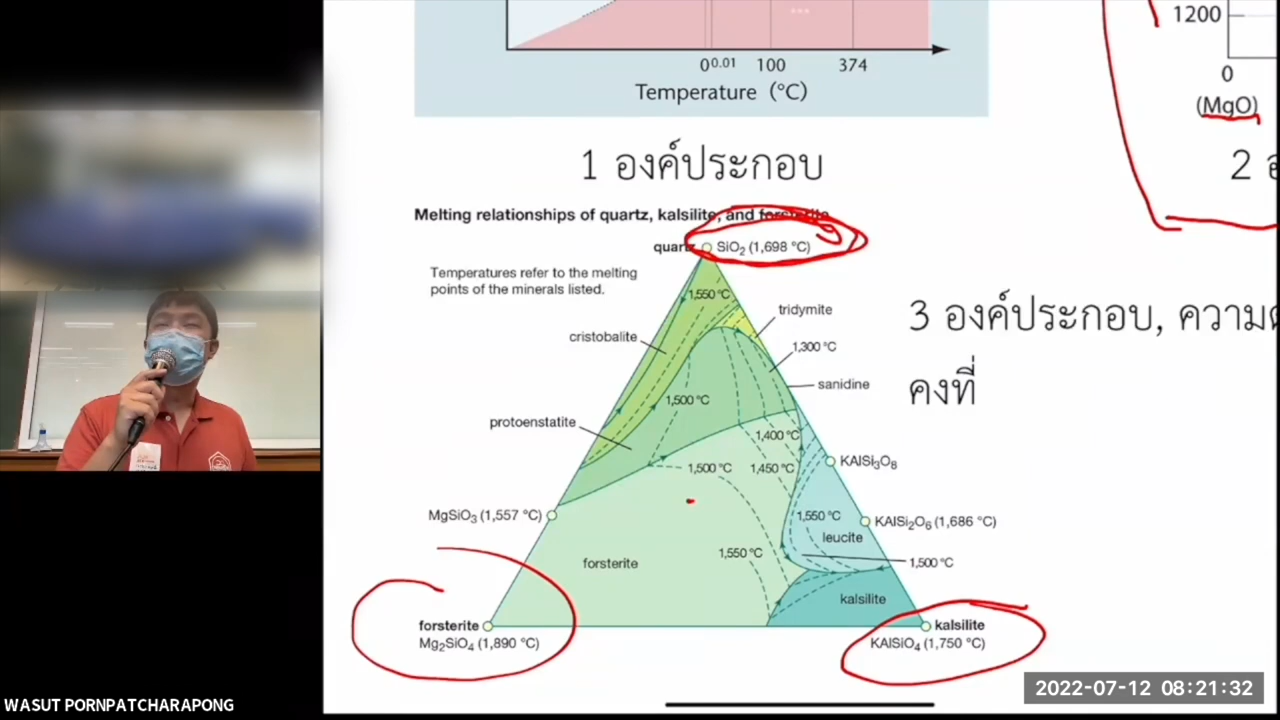 1200
0
(MgO)
2
0 0.01 100 374
Temperature (°C)
1 องค์ประกอบ
Melting relationships of quartz, kalsilite, and forsterite
quartz SiO₂ (1,698 °C)
Temperatures refer to the melting
points of the minerals listed.
1,550 °C
tridymite
cristobalite
1,300 °C
sanidine
1,500 °C
protoenstatite
1,400 °C
1,500 °C
1,450 °C
KAlSi₃O₈
MgSiO₃ (1,557 °C)
1,550 °C
KAlSi₂O₆ (1,686 °C)
leucite
1,550 °C
1,500 °C
forsterite
kalsilite
forsterite
Mg₂SiO₄ (1,890 °C)
kalsilite
KAlSiO₄ (1,750 °C)
3 องค์ประกอบ,
คงที่
2022-07-12 08:21:32
WASUT PORNPATCHARAPONG